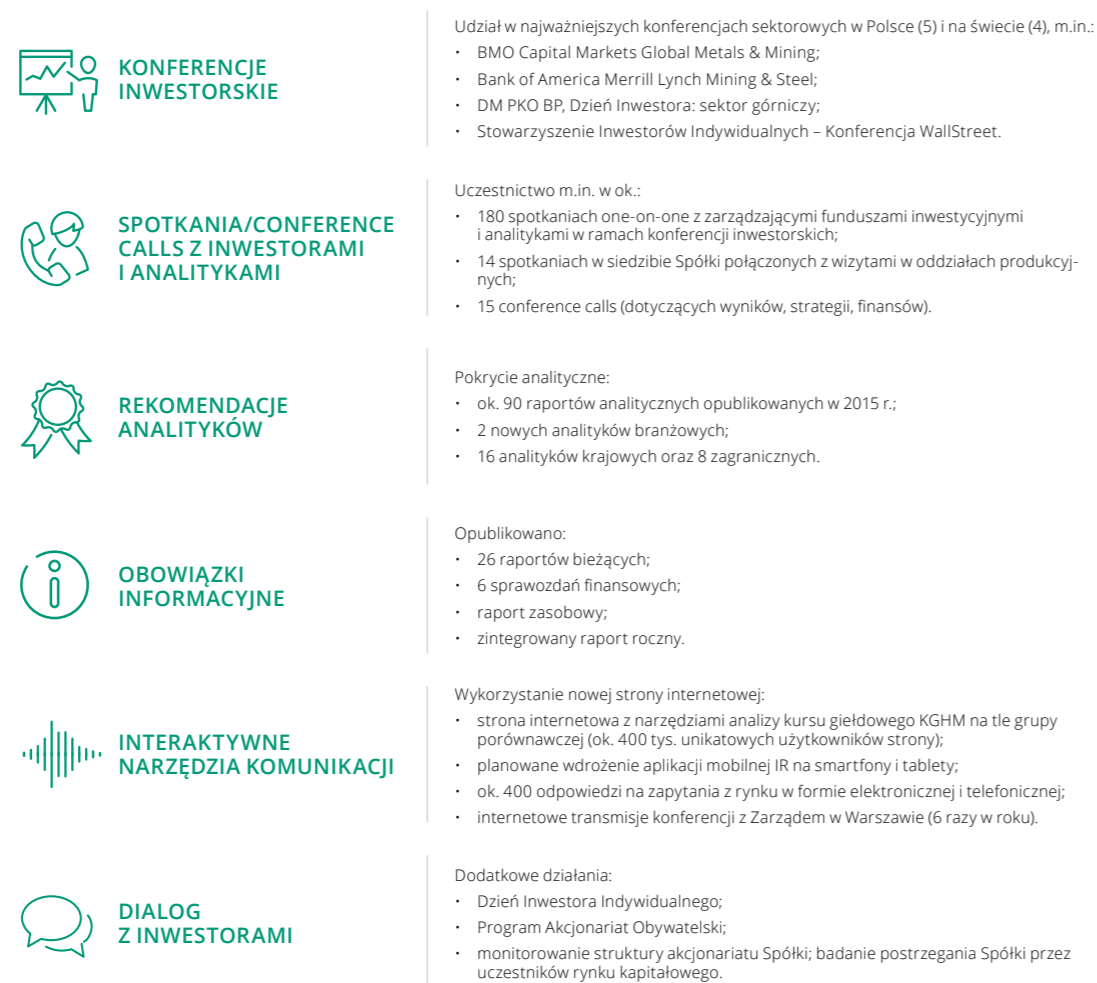 KONFERENCJE
INWESTORSKIE
Udział w najważniejszych konferencjach sektorowych w Polsce (5) i na świecie (4), m.in.:
• BMO Capital Markets Global Metals & Mining;
• Bank of America Merrill Lynch Mining & Steel;
• DM PKO BP, Dzień Inwestora: sektor górniczy;
• Stowarzyszenie Inwestorów Indywidualnych – Konferencja WallStreet.
SPOTKANIA/CONFERENCE
CALLS Z INWESTORAMI
I ANALITYKAMI
Uczestnictwo m.in. w ok.:
• 180 spotkaniach one-on-one z zarządzającymi funduszami inwestycyjnymi
i analitykami w ramach konferencji inwestorskich;
• 14 spotkaniach w siedzibie Spółki połączonych z wizytami w oddziałach produkcyj-
nych;
• 15 conference calls (dotyczących wyników, strategii, finansów).
REKOMENDACJE
ANALITYKÓW
Pokrycie analityczne:
• ok. 90 raportów analitycznych opublikowanych w 2015 r.;
• 2 nowych analityków branżowych;
• 16 analityków krajowych oraz 8 zagranicznych.
OBOWIĄZKI
INFORMACYJNE
Opublikowano:
• 26 raportów bieżących;
• 6 sprawozdań finansowych;
• raport zasobowy;
• zintegrowany raport roczny.
INTERAKTYWNE
NARZĘDZIA KOMUNIKACJI
Wykorzystanie nowej strony internetowej:
• strona internetowa z narzędziami analizy kursu giełdowego KGHM na tle grupy
porównawczej (ok. 400 tys. unikatowych użytkowników strony);
• planowane wdrożenie aplikacji mobilnej IR na smartfony i tablety;
• ok. 400 odpowiedzi na zapytania z rynku w formie elektronicznej i telefonicznej;
• internetowe transmisje konferencji z Zarządem w Warszawie (6 razy w roku).
DIALOG
Z INWESTORAMI
Dodatkowe działania:
• Dzień Inwestora Indywidualnego;
• Program Akcjonariat Obywatelski;
• monitorowanie struktury akcjonariatu Spółki; badanie postrzegania Spółki przez
uczestników rynku kapitałowego.